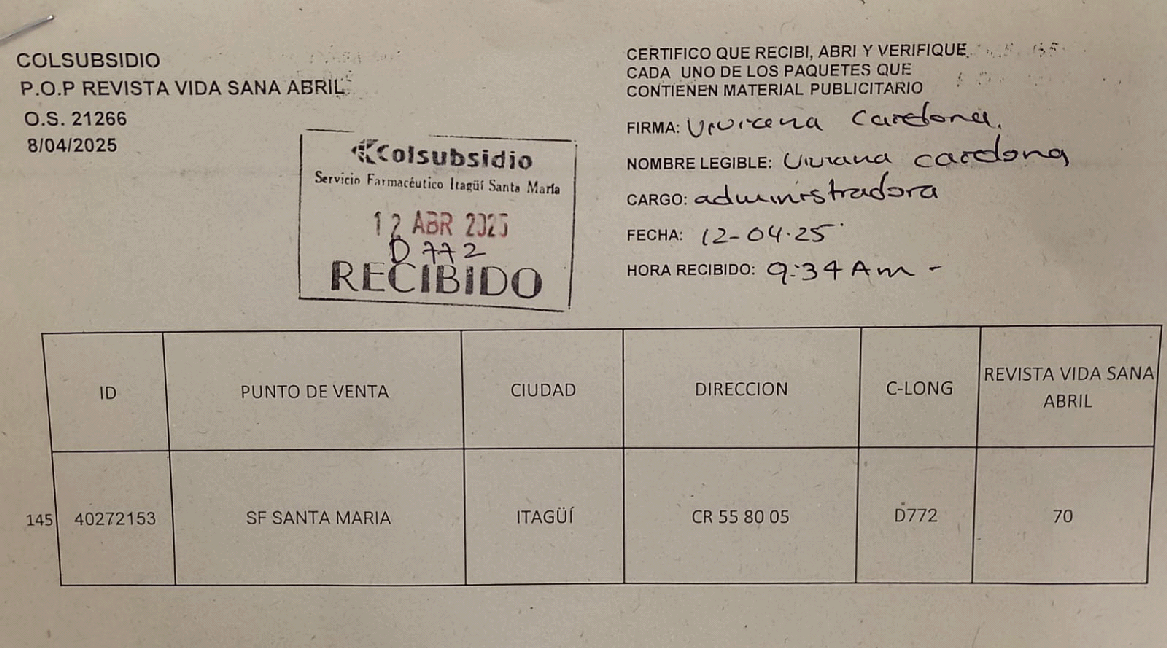 COLSUBSIDIO
P.O.P REVISTA VIDA SANA ABRIL
O.S. 21266
8/04/2025
CERTIFICO QUE RECIBI, ABRI Y VERIFIQUE
CADA UNO DE LOS PAQUETES QUE
CONTIENEN MATERIAL PUBLICITARIO
FIRMA: Viviana Cardona.
NOMBRE LEGIBLE: Viviana cardona
CARGO: administradora
FECHA: 12-04-25
HORA RECIBIDO: 9:34 Am -
Colsubsidio
Servicio Farmacéutico Itagüí Santa María
12 ABR 2025
D772
RECIBIDO
ID PUNTO DE VENTA CIUDAD DIRECCION C-LONG REVISTA VIDA SANA
ABRIL
145 40272153 SF SANTA MARIA ITAGÜÍ CR 55 80 05 D772 70